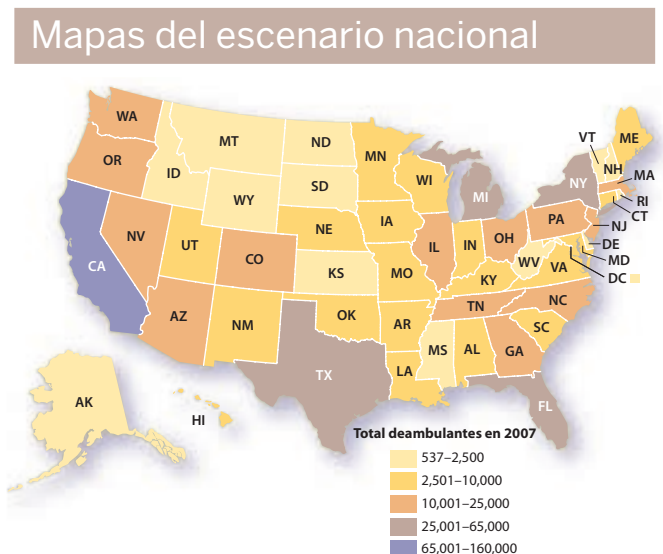 Mapas del escenario nacional
WA
OR
ID
MT
WY
ND
SD
MN
WI
MI
NY
VT
NH
ME
MA
RI
CT
NJ
DE
MD
DC
CA
NV
UT
CO
NE
KS
IA
MO
IL
IN
OH
PA
WV
VA
KY
AZ
NM
OK
AR
TN
NC
SC
MS
AL
GA
LA
TX
FL
AK
HI
Total deambulantes en 2007
537–2,500
2,501–10,000
10,001–25,000
25,001–65,000
65,001–160,000